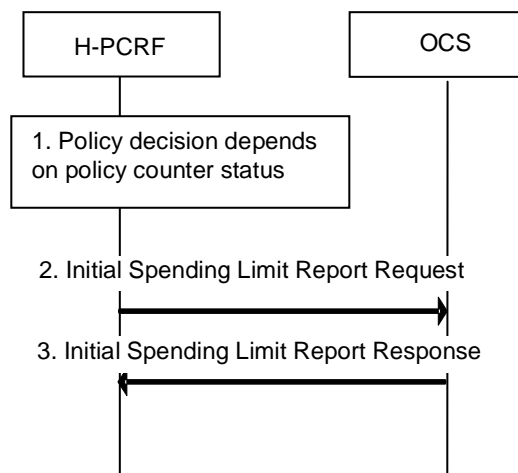 H-PCRF
OCS
1. Policy decision depends
on policy counter status
2. Initial Spending Limit Report Request
3. Initial Spending Limit Report Response